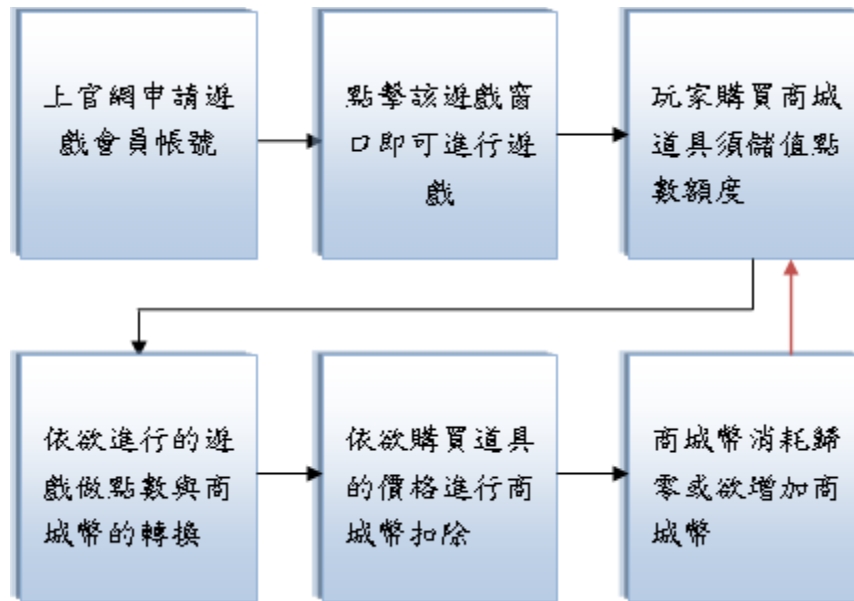 上官網申請遊
戲會員帳號
點擊該遊戲窗
口即可進行遊
戲
玩家購買商城
道具須儲值點
數額度
依欲進行的遊
戲做點數與商
城幣的轉換
依欲購買道具
的價格進行商
城幣扣除
商城幣消耗歸
零或欲增加商
城幣